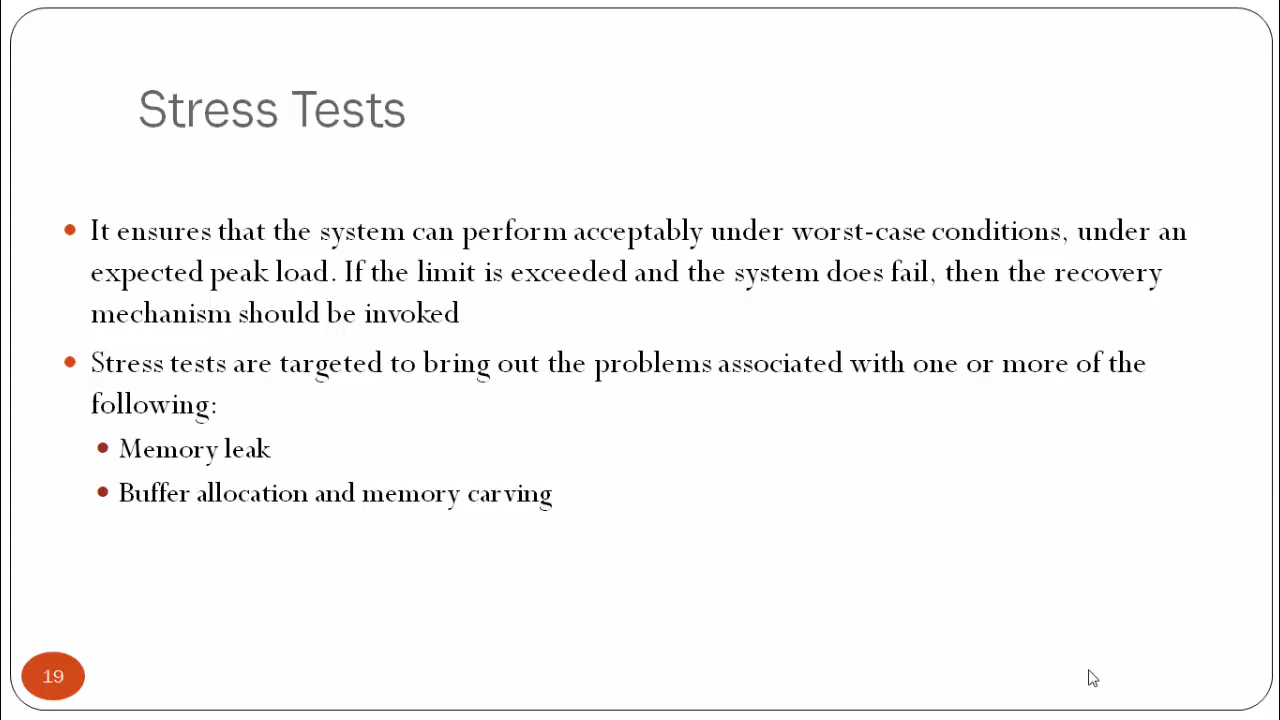 Stress Tests
It ensures that the system can perform acceptably under worst-case conditions, under an
expected peak load. If the limit is exceeded and the system does fail, then the recovery
mechanism should be invoked
Stress tests are targeted to bring out the problems associated with one or more of the
following:
Memory leak
Buffer allocation and memory carving
19